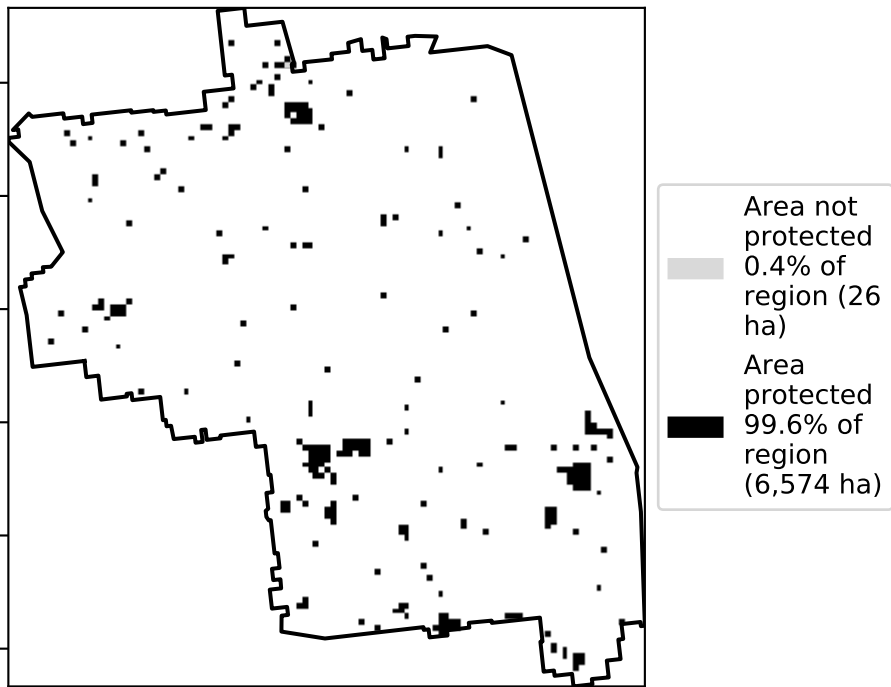 Area not
protected
0.4% of
region (26
ha)
Area
protected
99.6% of
region
(6,574 ha)